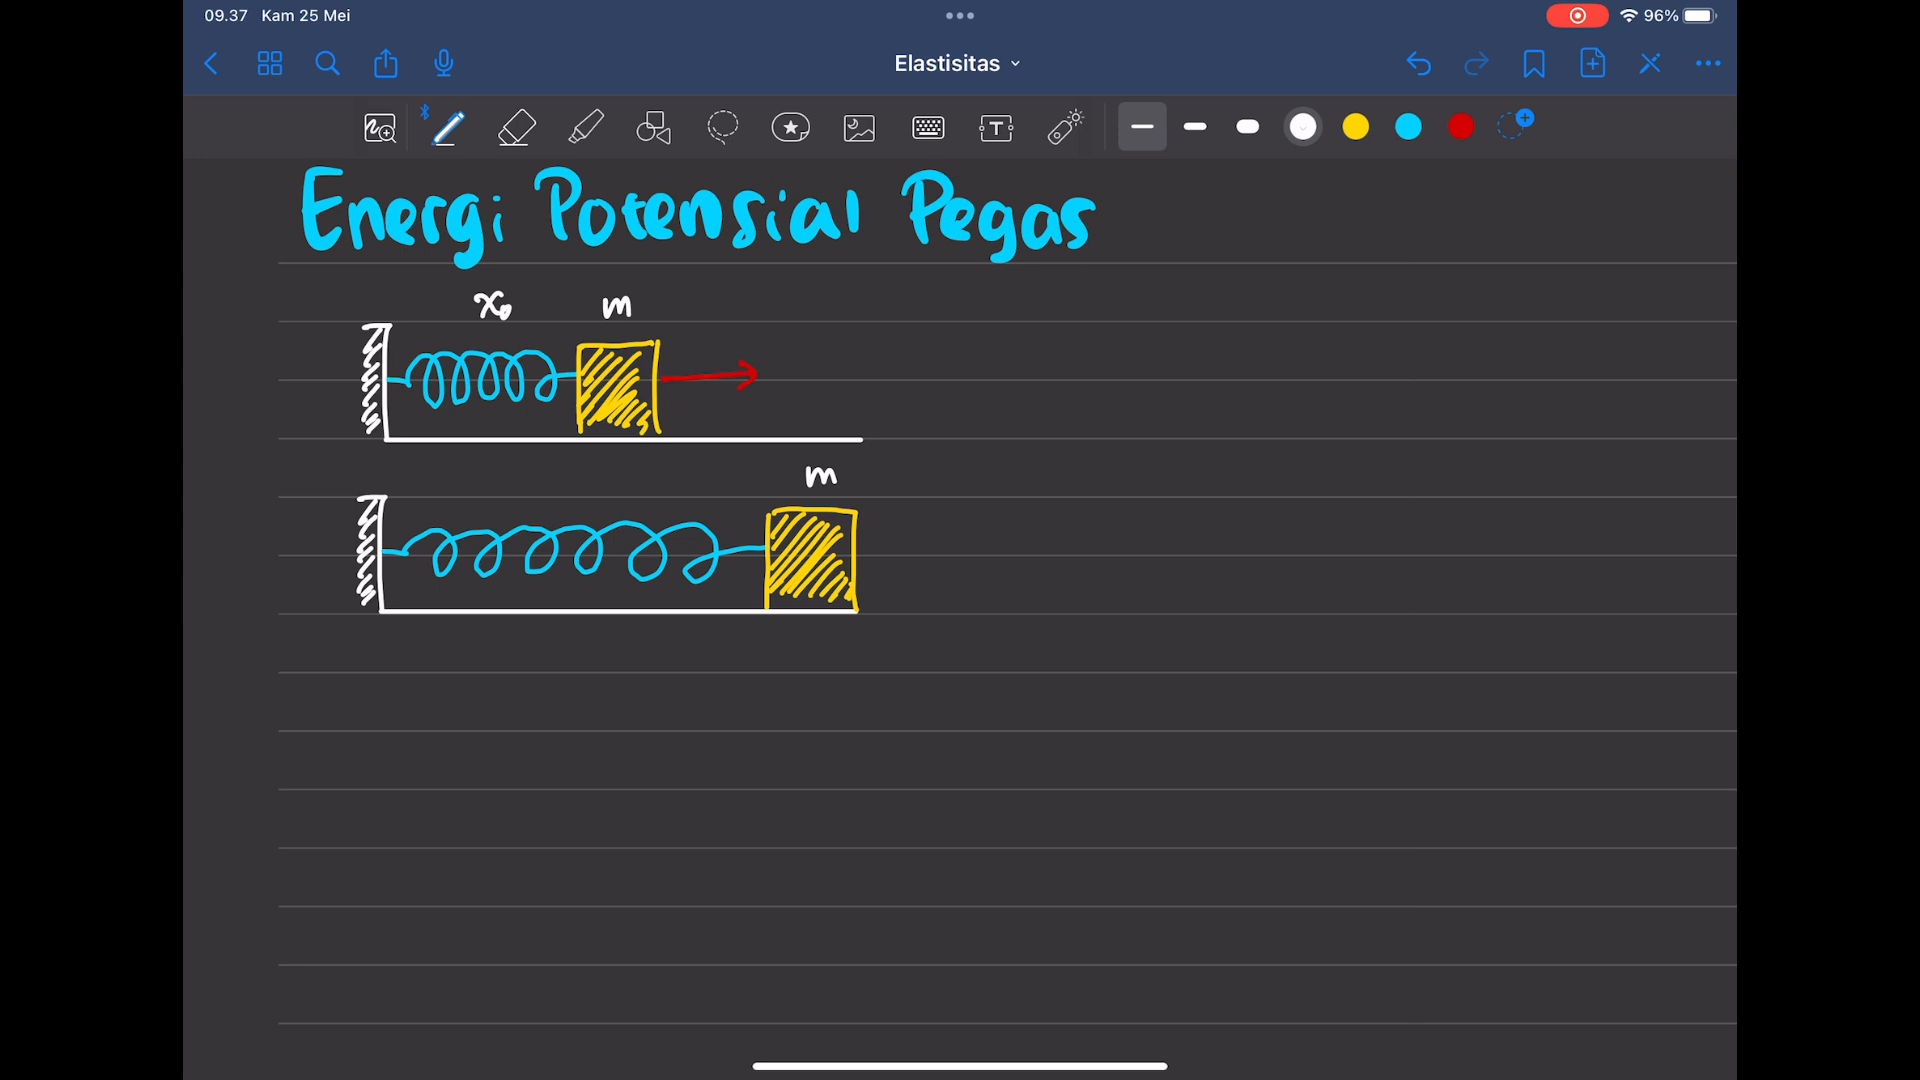 09.37 Kam 25 Mei
96%
Elastisitas
T
Energi Potensial Pegas
x₀ m
m